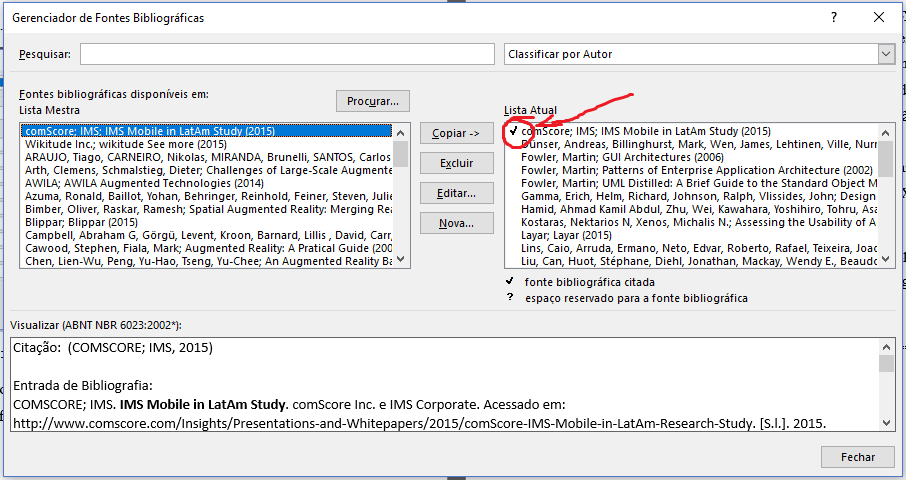 Gerenciador de Fontes Bibliográficas
Pesquisar:
Classificar por Autor
Fontes bibliográficas disponíveis em:
Lista Mestra
Procurar...
Lista Atual
comScore; IMS; IMS Mobile in LatAm Study (2015)
Wikitude Inc.; wikitude See more (2015)
ARAUJO, Tiago, CARNEIRO, Nikolas, MIRANDA, Brunelli, SANTOS, Carlos
Arth, Clemens, Schmalstieg, Dieter; Challenges of Large-Scale Augment
AWILA; AWILA Augmented Technologies (2014)
Azuma, Ronald, Baillot, Yohan, Behringer, Reinhold, Feiner, Steven, Julie
Bimber, Oliver, Raskar, Ramesh; Spatial Augmented Reality: Merging Rea
Blippar; Blippar (2015)
Campbell, Abraham G, Görgü, Levent, Kroon, Barnard, Lillis , David, Carr,
Cawood, Stephen, Fiala, Mark; Augmented Reality: A Pratical Guide (200
Chen, Lien-Wu, Peng, Yu-Hao, Tseng, Yu-Chee; An Augmented Reality Ba
Copiar ->
Excluir
Editar...
Nova...
✓ comScore; IMS; IMS Mobile in LatAm Study (2015)
Dünser, Andreas, Billinghurst, Mark, Wen, James, Lehtinen, Ville, Nurm
Fowler, Martin; GUI Architectures (2006)
Fowler, Martin; Patterns of Enterprise Application Architecture (2002)
Fowler, Martin; UML Distilled: A Brief Guide to the Standard Object M
Gamma, Erich, Helm, Richard, Johnson, Ralph, Vlissides, John; Design
Hamid, Ahmad Kamil Abdul, Zhu, Wei, Kawahara, Yoshihiro, Tohru, Asa
Kostaras, Nektarios N, Xenos, Michalis N.; Assessing the Usability of A
Layar; Layar (2015)
Lins, Caio, Arruda, Ermano, Neto, Edvar, Roberto, Rafael, Teixeira, Joao
Liu, Can, Huot, Stéphane, Diehl, Jonathan, Mackay, Wendy E., Beaudo
✓ fonte bibliográfica citada
? espaço reservado para a fonte bibliográfica
Visualizar (ABNT NBR 6023:2002*):
Citação: (COMSCORE; IMS, 2015)
Entrada de Bibliografia:
COMSCORE; IMS. IMS Mobile in LatAm Study. comScore Inc. e IMS Corporate. Acessado em:
http://www.comscore.com/Insights/Presentations-and-Whitepapers/2015/comScore-IMS-Mobile-in-LatAm-Research-Study. [S.l.]. 2015.
Fechar